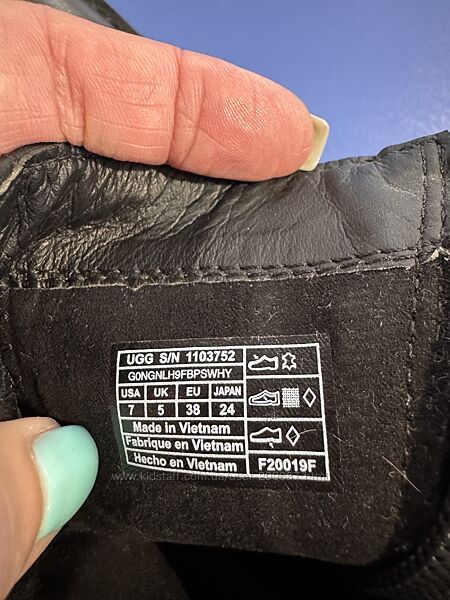 UGG S/N 1103752
G0NGNLH9FBPSWHY
USA UK EU JAPAN
7 5 38 24
Made in Vietnam
Fabrique en Vietnam
Hecho en Vietnam
F20019F